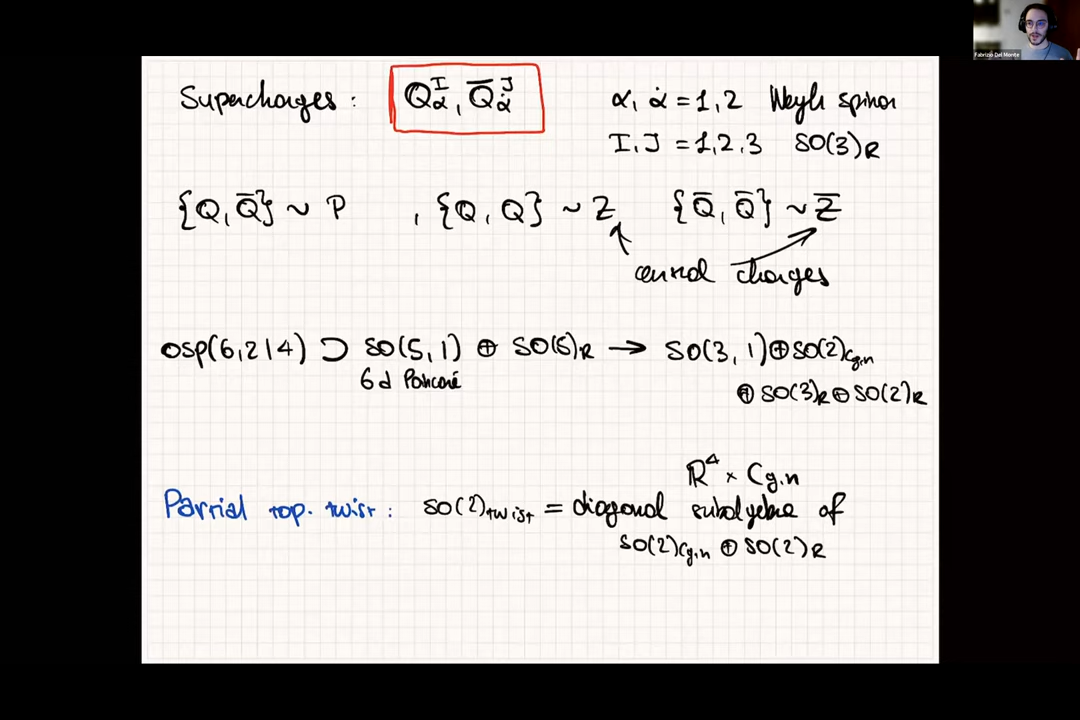 Supercharges : Q^I_α, Q̄^J_α̇ α, α̇ = 1,2 Weyl spinor
I, J = 1,2,3 SO(3)_R
{Q, Q̄} ~ P , {Q, Q} ~ Z {Q̄, Q̄} ~ Z̄
central charges
osp(6,2|4) ⊃ so(5,1) ⊕ so(5)_R → so(3,1) ⊕ so(2)_Cg,n
6d Poincaré ⊕ so(3)_R ⊕ so(2)_R
R^4 × Cg,n
Partial top. twist : so(2)_twist = diagonal subalgebra of
so(2)_Cg,n ⊕ so(2)_R
Fabrizio Del Monte